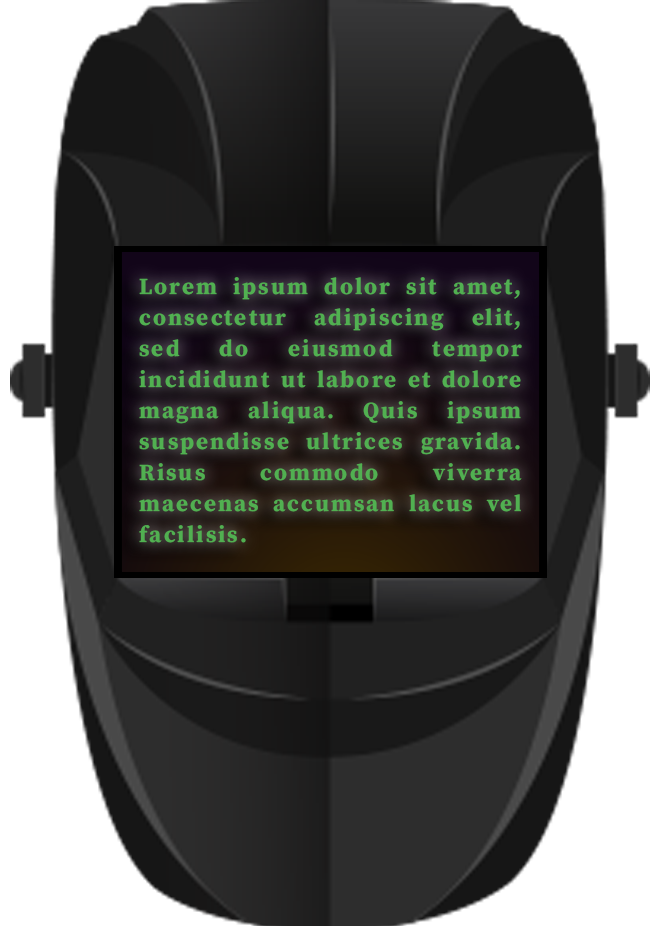 Lorem ipsum dolor sit amet,
consectetur adipiscing elit,
sed do eiusmod tempor
incididunt ut labore et dolore
magna aliqua. Quis ipsum
suspendisse ultrices gravida.
Risus commodo viverra
maecenas accumsan lacus vel
facilisis.